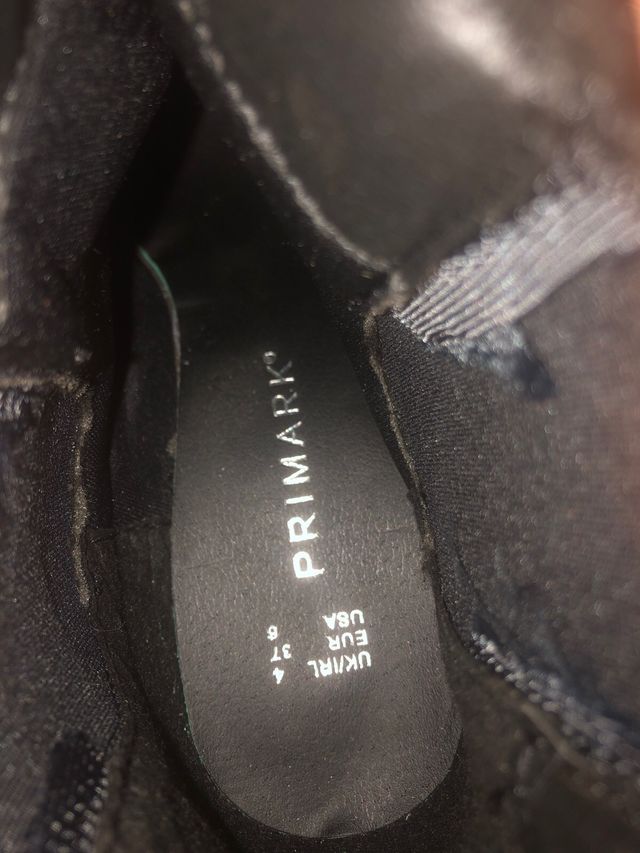 PRIMARK°
UK/IRL 4
EUR 37
USA 6